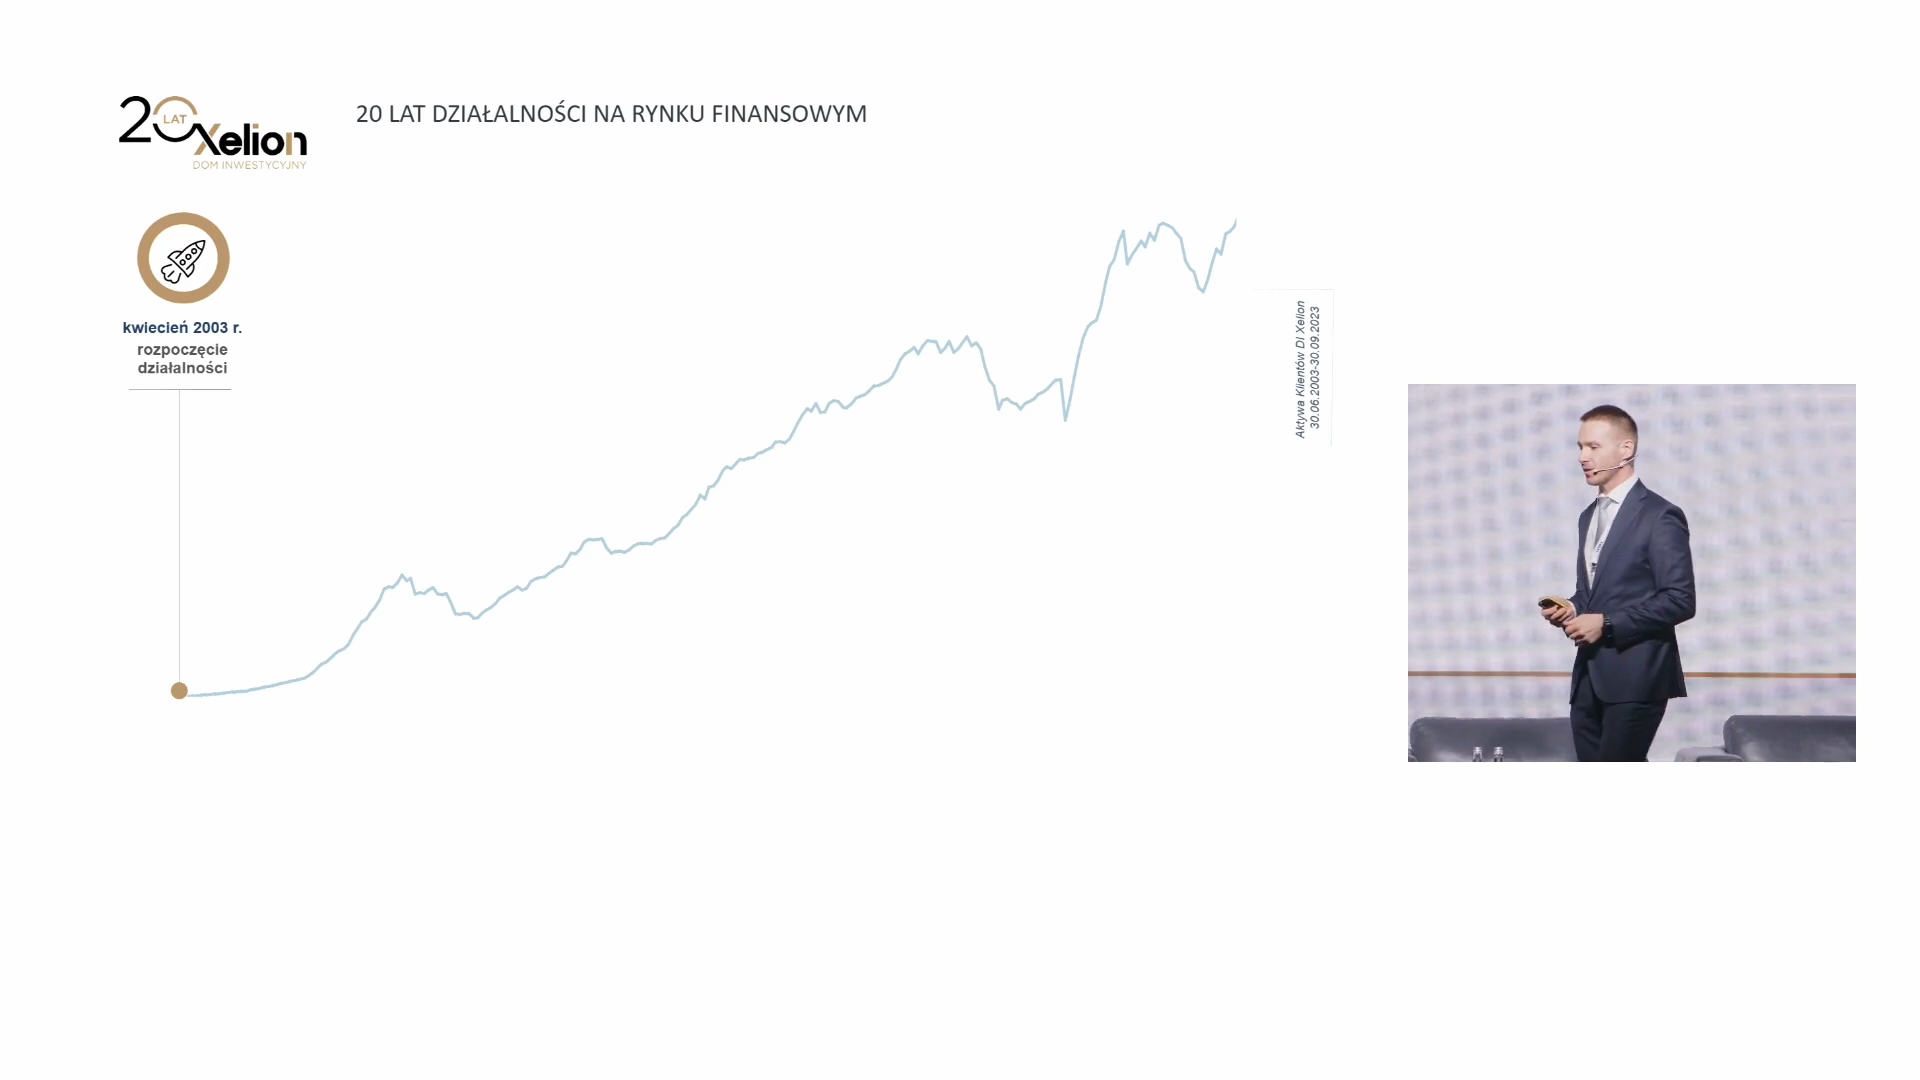 20 LAT
Xelion
DOM INWESTYCYJNY
20 LAT DZIAŁALNOŚCI NA RYNKU FINANSOWYM
kwiecień 2003 r.
rozpoczęcie
działalności
Aktywa Klientów DI Xelion
30.06.2003-30.09.2023